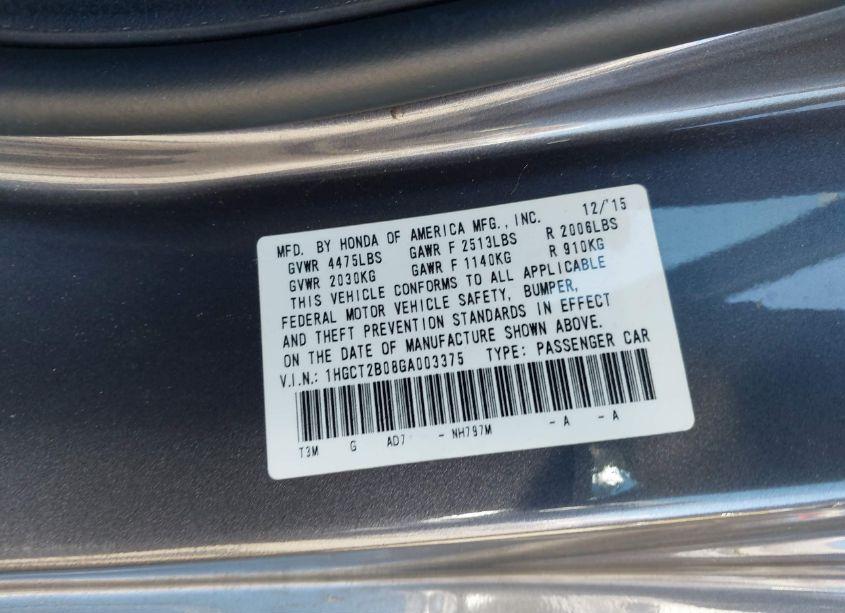 MFD. BY HONDA OF AMERICA MFG., INC. 12/'15
GVWR 4475LBS GAWR F 2513LBS R 2006LBS
GVWR 2030KG GAWR F 1140KG R 910KG
THIS VEHICLE CONFORMS TO ALL APPLICABLE
FEDERAL MOTOR VEHICLE SAFETY, BUMPER,
AND THEFT PREVENTION STANDARDS IN EFFECT
ON THE DATE OF MANUFACTURE SHOWN ABOVE.
V.I.N.: 1HGCT2B08GA003375 TYPE: PASSENGER CAR
T3M G AD7 - NH797M - A - A